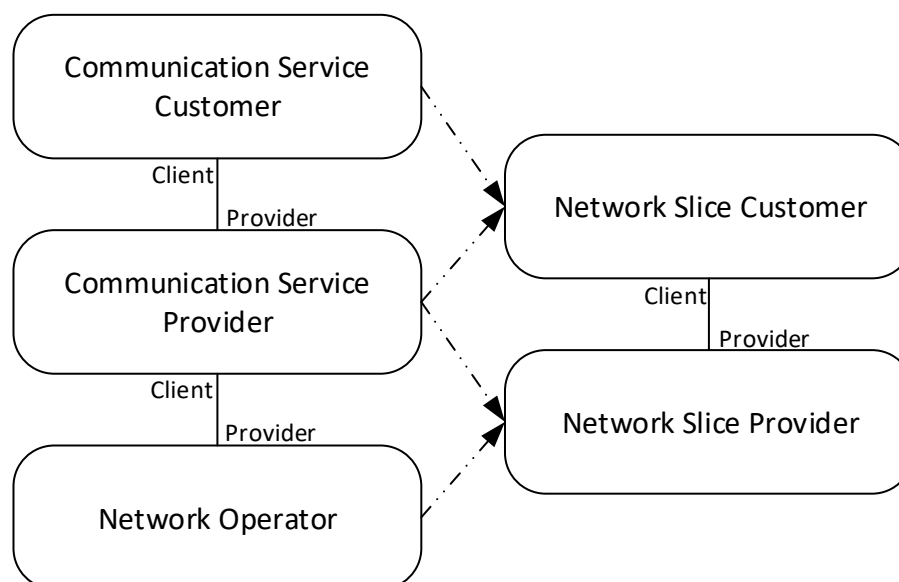 Communication Service
Customer
Client
Provider
Communication Service
Provider
Client
Provider
Network Operator
Network Slice Customer
Client
Provider
Network Slice Provider